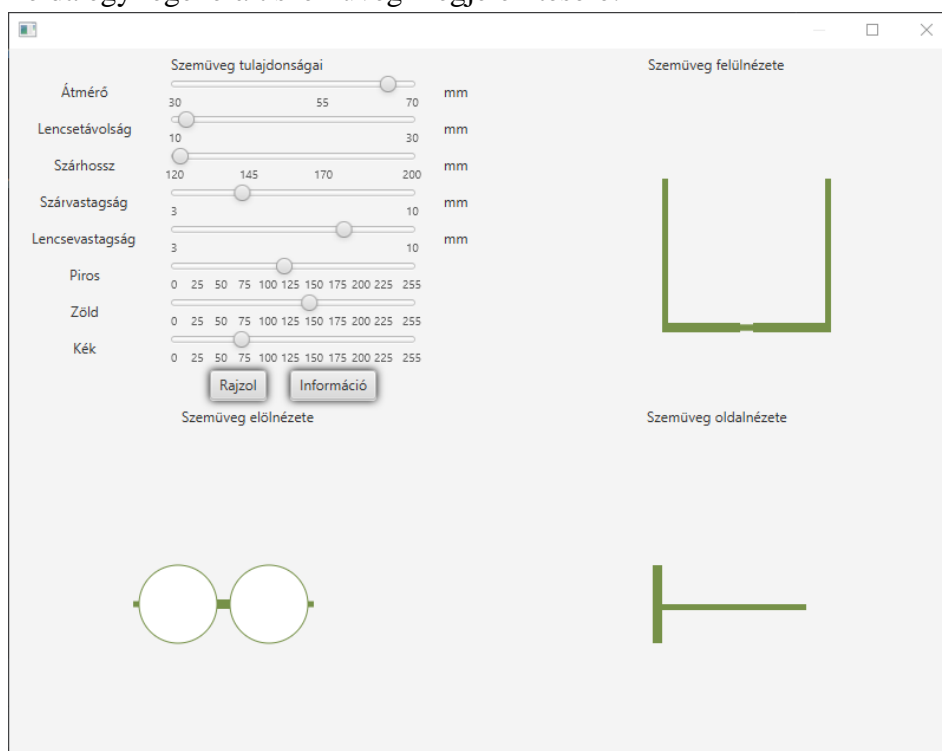 Szemüveg tulajdonságai
Átmérő
30 55 70
mm
Lencsetávolság
10 30
mm
Szárhossz
120 145 170 200
mm
Szárvastagság
3 10
mm
Lencsevastagság
3 10
mm
Piros
0 25 50 75 100 125 150 175 200 225 255
Zöld
0 25 50 75 100 125 150 175 200 225 255
Kék
0 25 50 75 100 125 150 175 200 225 255
Rajzol Információ
Szemüveg felülnézete
Szemüveg elölnézete
Szemüveg oldalnézete